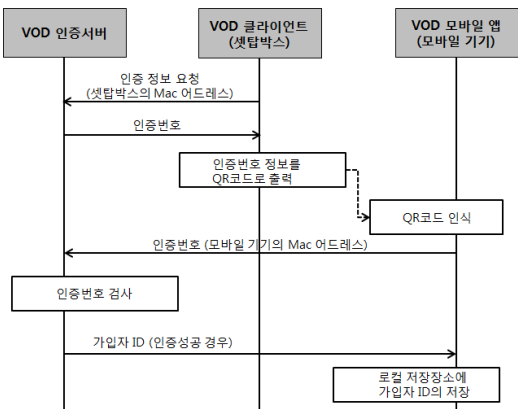 VOD 인증서버
VOD 클라이언트
(셋탑박스)
VOD 모바일 앱
(모바일 기기)
인증 정보 요청
(셋탑박스의 Mac 어드레스)
인증번호
인증번호 정보를
QR코드로 출력
QR코드 인식
인증번호 (모바일 기기의 Mac 어드레스)
인증번호 검사
가입자 ID (인증성공 경우)
로컬 저장장소에
가입자 ID의 저장